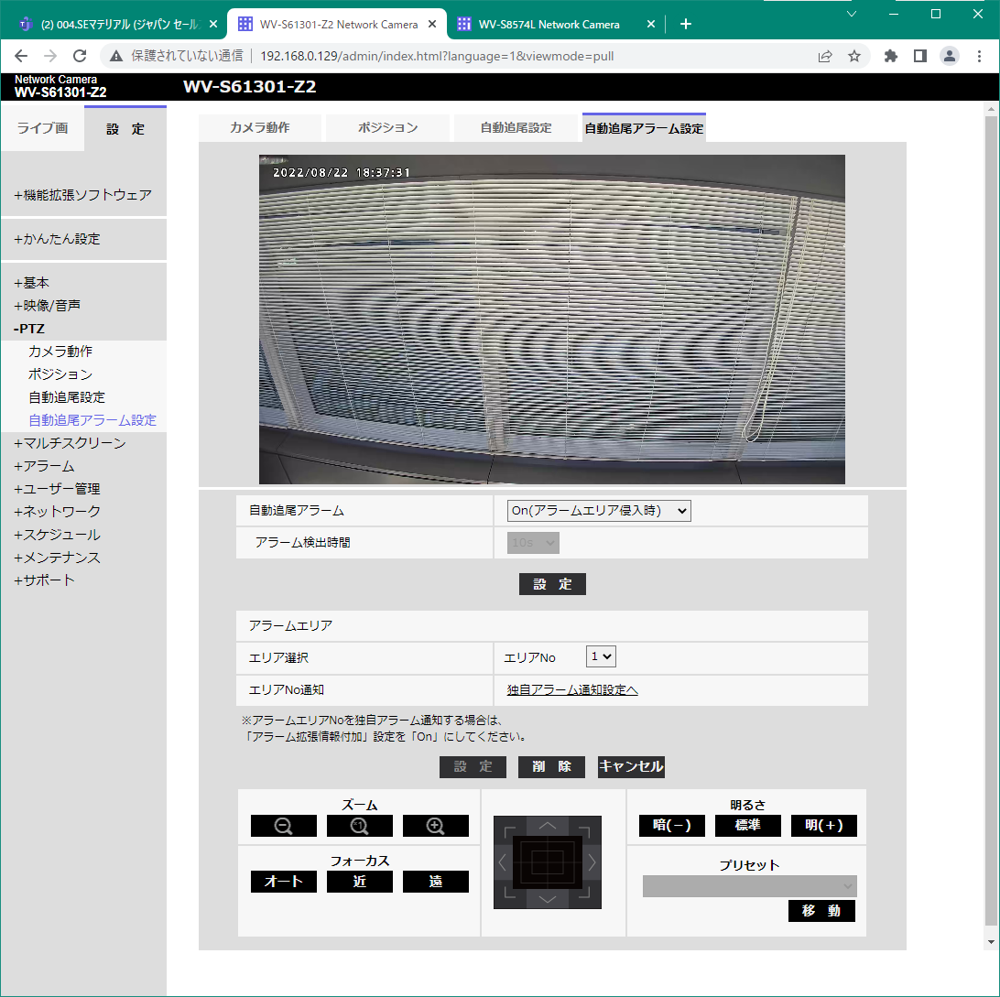 (2) 004.SEマテリアル (ジャパン セール
WV-S61301-Z2 Network Camera
WV-S8574L Network Camera
保護されていない通信
192.168.0.129/admin/index.html?language=1&viewmode=pull
Network Camera
WV-S61301-Z2
WV-S61301-Z2
ライブ画
設 定
カメラ動作
ポジション
自動追尾設定
自動追尾アラーム設定
+機能拡張ソフトウェア
+かんたん設定
+基本
+映像/音声
-PTZ
カメラ動作
ポジション
自動追尾設定
自動追尾アラーム設定
+マルチスクリーン
+アラーム
+ユーザー管理
+ネットワーク
+スケジュール
+メンテナンス
+サポート
2022/08/22 18:37:31
自動追尾アラーム
On(アラームエリア侵入時)
アラーム検出時間
10s
設 定
アラームエリア
エリア選択
エリアNo
1
エリアNo通知
独自アラーム通知設定へ
※アラームエリアNoを独自アラーム通知する場合は、
「アラーム拡張情報付加」設定を「On」にしてください。
設 定
削 除
キャンセル
ズーム
×1
フォーカス
オート
近
遠
明るさ
暗(−)
標準
明(+)
プリセット
移 動